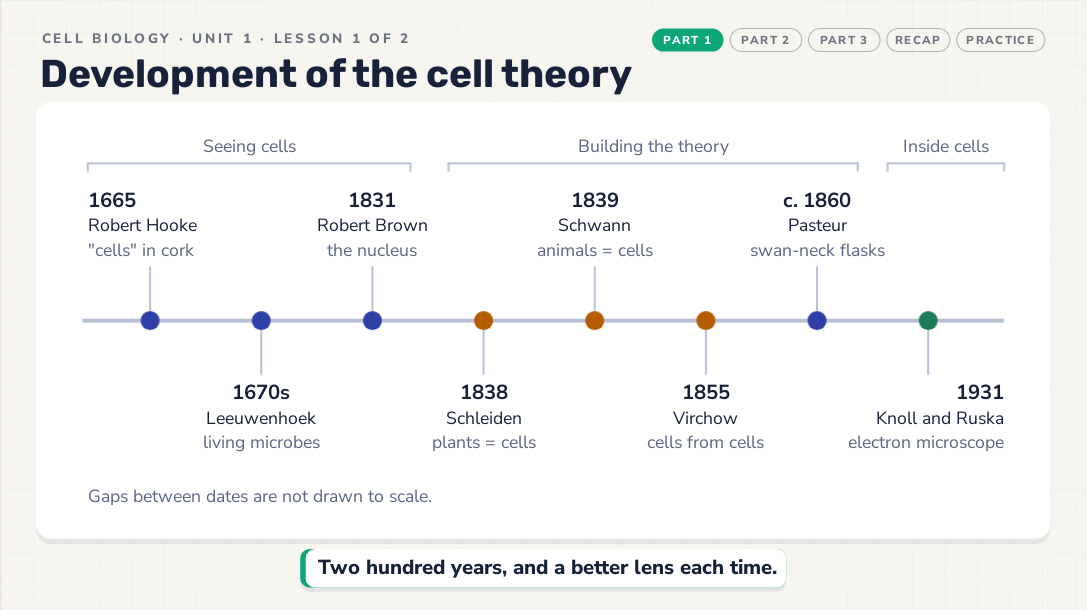 CELL BIOLOGY · UNIT 1 · LESSON 1 OF 2
PART 1
PART 2
PART 3
RECAP
PRACTICE
Development of the cell theory
Seeing cells
Building the theory
Inside cells
1665
Robert Hooke
"cells" in cork
1831
Robert Brown
the nucleus
1839
Schwann
animals = cells
c. 1860
Pasteur
swan-neck flasks
1670s
Leeuwenhoek
living microbes
1838
Schleiden
plants = cells
1855
Virchow
cells from cells
1931
Knoll and Ruska
electron microscope
Gaps between dates are not drawn to scale.
Two hundred years, and a better lens each time.